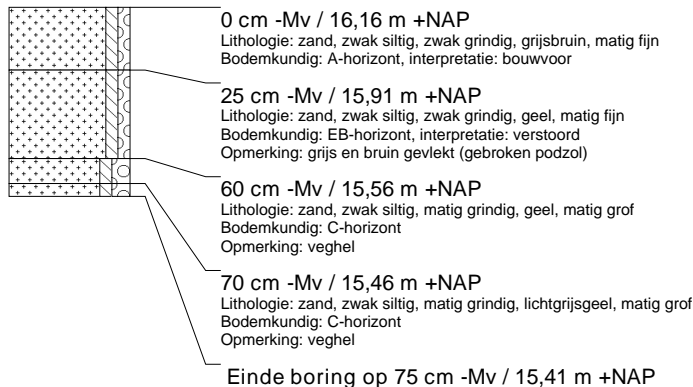 0 cm -Mv / 16,16 m +NAP
Lithologie: zand, zwak siltig, zwak grindig, grijsbruin, matig fijn
Bodemkundig: A-horizont, interpretatie: bouwvoor
25 cm -Mv / 15,91 m +NAP
Lithologie: zand, zwak siltig, zwak grindig, geel, matig fijn
Bodemkundig: EB-horizont, interpretatie: verstoord
Opmerking: grijs en bruin gevlekt (gebroken podzol)
60 cm -Mv / 15,56 m +NAP
Lithologie: zand, zwak siltig, matig grindig, geel, matig grof
Bodemkundig: C-horizont
Opmerking: veghel
70 cm -Mv / 15,46 m +NAP
Lithologie: zand, zwak siltig, matig grindig, lichtgrijsgeel, matig grof
Bodemkundig: C-horizont
Opmerking: veghel
Einde boring op 75 cm -Mv / 15,41 m +NAP